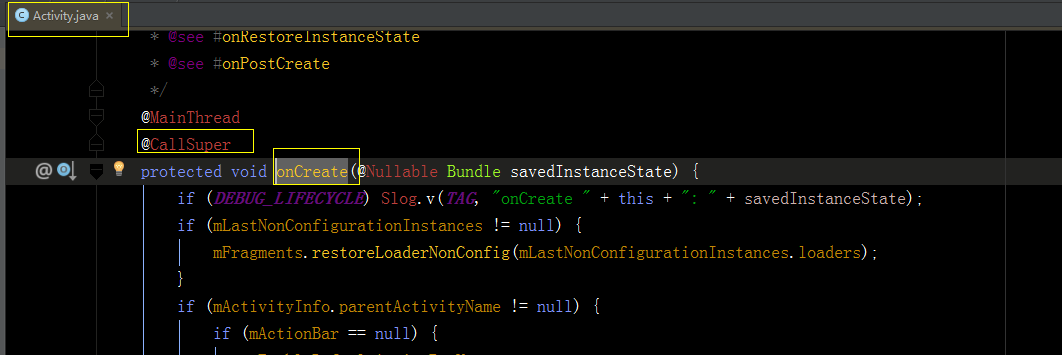 Activity.java ×
* @see #onRestoreInstanceState
* @see #onPostCreate
*/
@MainThread
@CallSuper
protected void onCreate(@Nullable Bundle savedInstanceState) {
if (DEBUG_LIFECYCLE) Slog.v(TAG, "onCreate " + this + ": " + savedInstanceState);
if (mLastNonConfigurationInstances != null) {
mFragments.restoreLoaderNonConfig(mLastNonConfigurationInstances.loaders);
}
if (mActivityInfo.parentActivityName != null) {
if (mActionBar == null) {